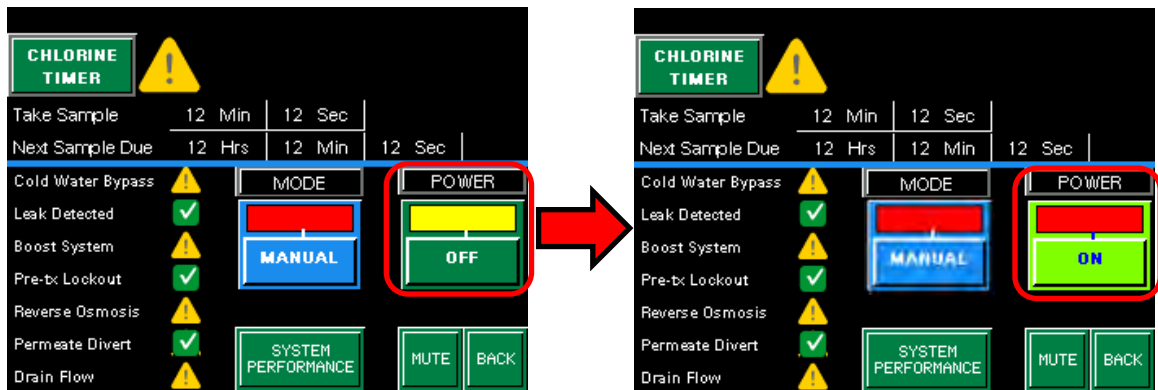 CHLORINE
TIMER
Take Sample 12 Min 12 Sec
Next Sample Due 12 Hrs 12 Min 12 Sec
Cold Water Bypass MODE POWER
Leak Detected
Boost System MANUAL OFF
Pre-tx Lockout
Reverse Osmosis
Permeate Divert SYSTEM
PERFORMANCE MUTE BACK
Drain Flow
CHLORINE
TIMER
Take Sample 12 Min 12 Sec
Next Sample Due 12 Hrs 12 Min 12 Sec
Cold Water Bypass MODE POWER
Leak Detected
Boost System MANUAL ON
Pre-tx Lockout
Reverse Osmosis
Permeate Divert SYSTEM
PERFORMANCE MUTE BACK
Drain Flow